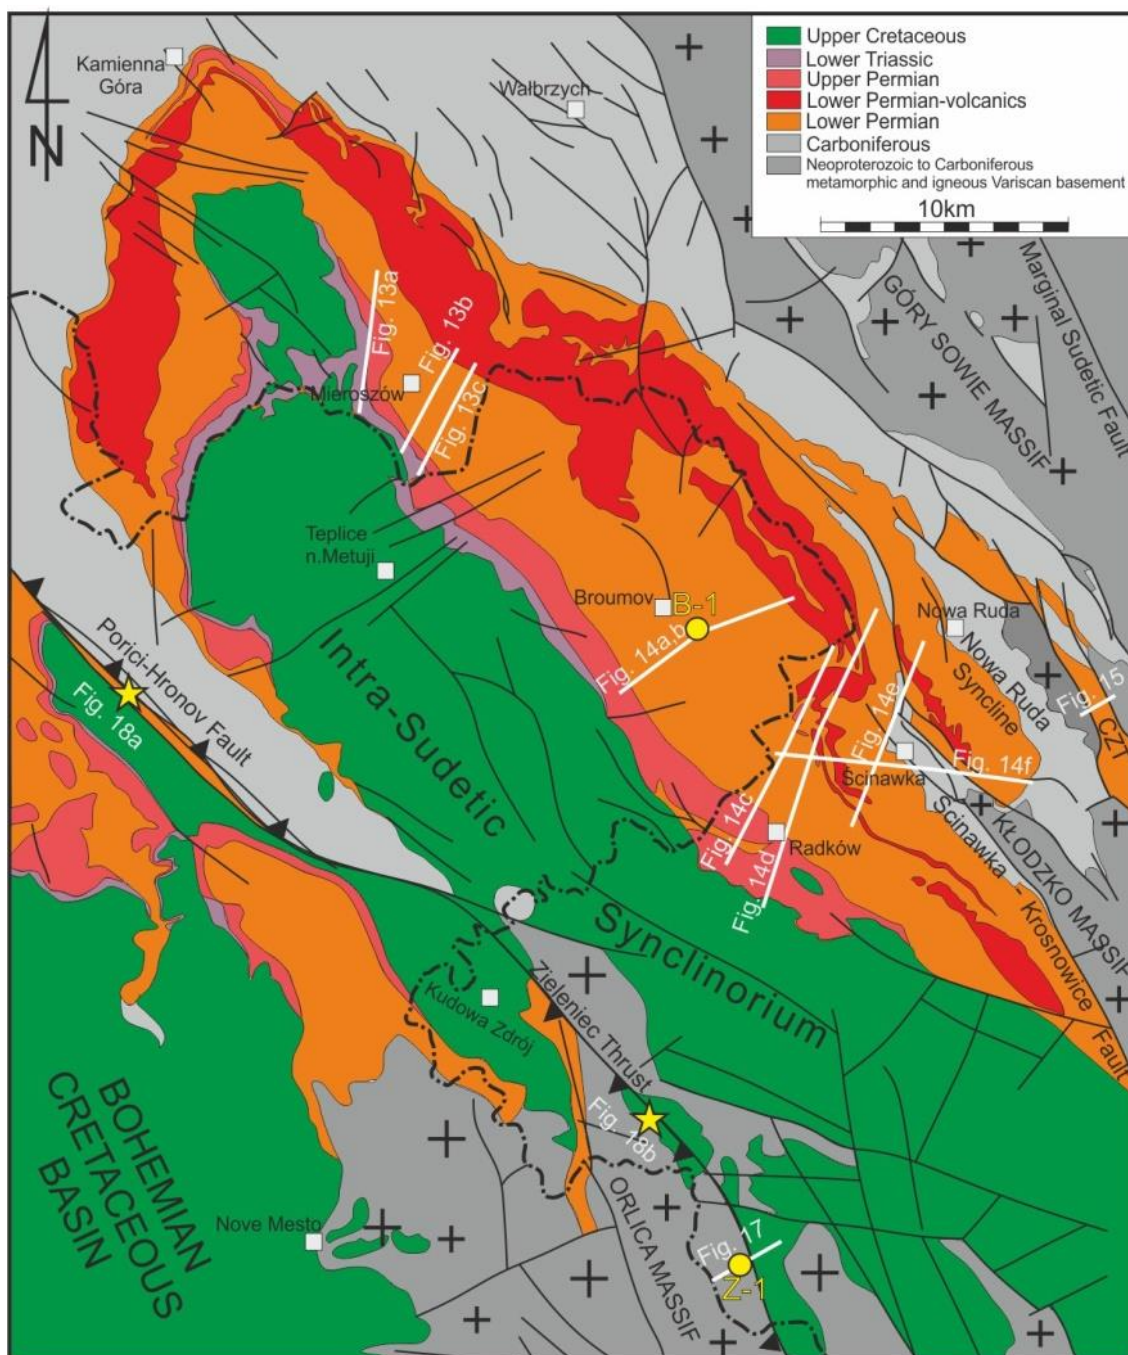 Kamienna
Góra
N
Wałbrzych
Upper Cretaceous
Lower Triassic
Upper Permian
Lower Permian-volcanics
Lower Permian
Carboniferous
Neoproterozoic to Carboniferous
metamorphic and igneous Variscan basement
10km
Marginal Sudetic Fault
GÓRY SOWIE MASSIF
Fig. 13a
Fig. 13b
Fig. 13c
Mieroszów
Teplice
n.Metuji
Broumov
B-1
Fig. 14a,b
Nowa Ruda
Nowa Ruda
Syncline
Fig. 15
CZT
Porici-Hronov Fault
Fig. 18a
Intra-Sudetic
Synclinorium
Fig. 14e
Ścinawka
Fig. 14f
Fig. 14c
Fig. 14d
Radków
KŁODZKO MASSIF
Ścinawka - Krosnowice
Fault
Kudowa Zdrój
Zieleniec Thrust
Fig. 18b
BOHEMIAN
CRETACEOUS
BASIN
Nove Mesto
ORLICA MASSIF
Fig. 17
Z-1